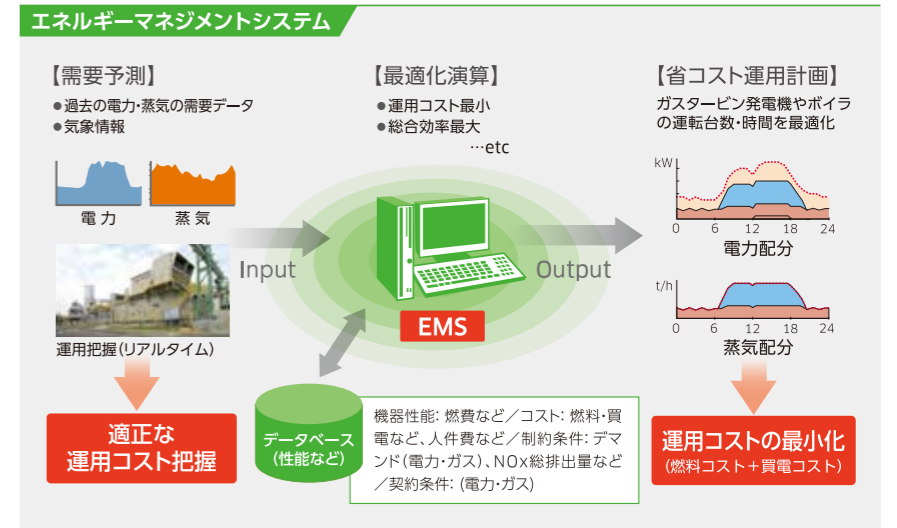 エネルギーマネジメントシステム
【需要予測】
●過去の電力・蒸気の需要データ
●気象情報
電力
蒸気
運用把握(リアルタイム)
適正な
運用コスト把握
Input
【最適化演算】
●運用コスト最小
●総合効率最大
…etc
EMS
データベース
(性能など)
機器性能: 燃費など／コスト: 燃料・買
電など、人件費など／制約条件: デマ
ンド(電力・ガス)、NOx総排出量など
／契約条件: (電力・ガス)
Output
【省コスト運用計画】
ガスタービン発電機やボイラ
の運転台数・時間を最適化
kW
0 6 12 18 24
電力配分
t/h
0 6 12 18 24
蒸気配分
運用コストの最小化
(燃料コスト＋買電コスト)